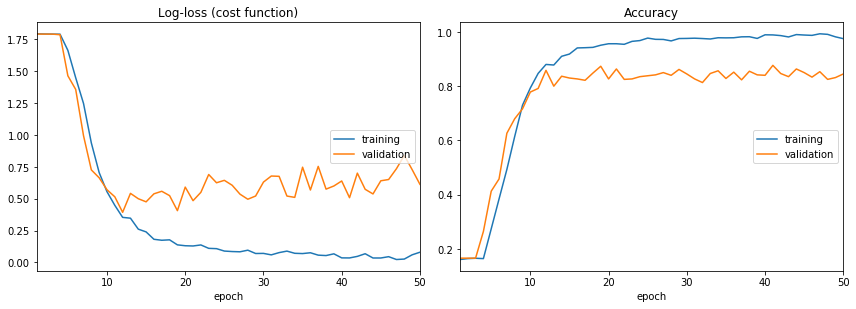 Log-loss (cost function)
1.75
1.50
1.25
1.00
0.75
0.50
0.25
0.00
10
20
30
40
50
epoch
training
validation
Accuracy
1.0
0.8
0.6
0.4
0.2
10
20
30
40
50
epoch
training
validation